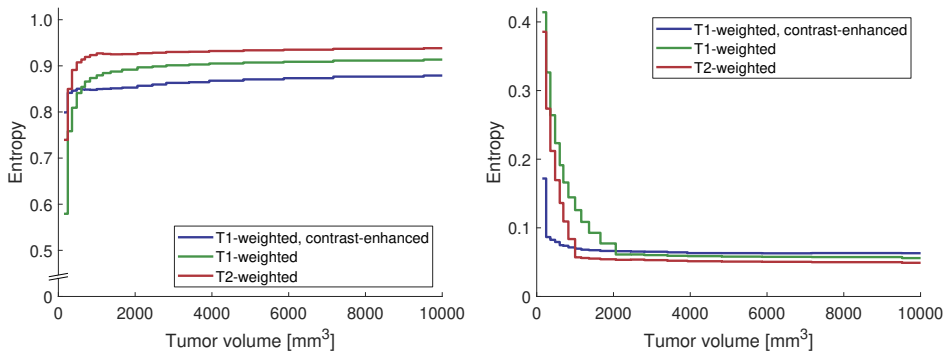 1.0
0.9
0.8
0.7
0.6
0.5
0
Entropy
T1-weighted, contrast-enhanced
T1-weighted
T2-weighted
0 2000 4000 6000 8000 10000
Tumor volume [mm³]
0.4
0.3
0.2
0.1
0
Entropy
T1-weighted, contrast-enhanced
T1-weighted
T2-weighted
0 2000 4000 6000 8000 10000
Tumor volume [mm³]